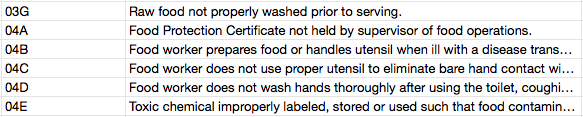 03G Raw food not properly washed prior to serving.
04A Food Protection Certificate not held by supervisor of food operations.
04B Food worker prepares food or handles utensil when ill with a disease trans...
04C Food worker does not use proper utensil to eliminate bare hand contact wi...
04D Food worker does not wash hands thoroughly after using the toilet, coughi...
04E Toxic chemical improperly labeled, stored or used such that food contamin...